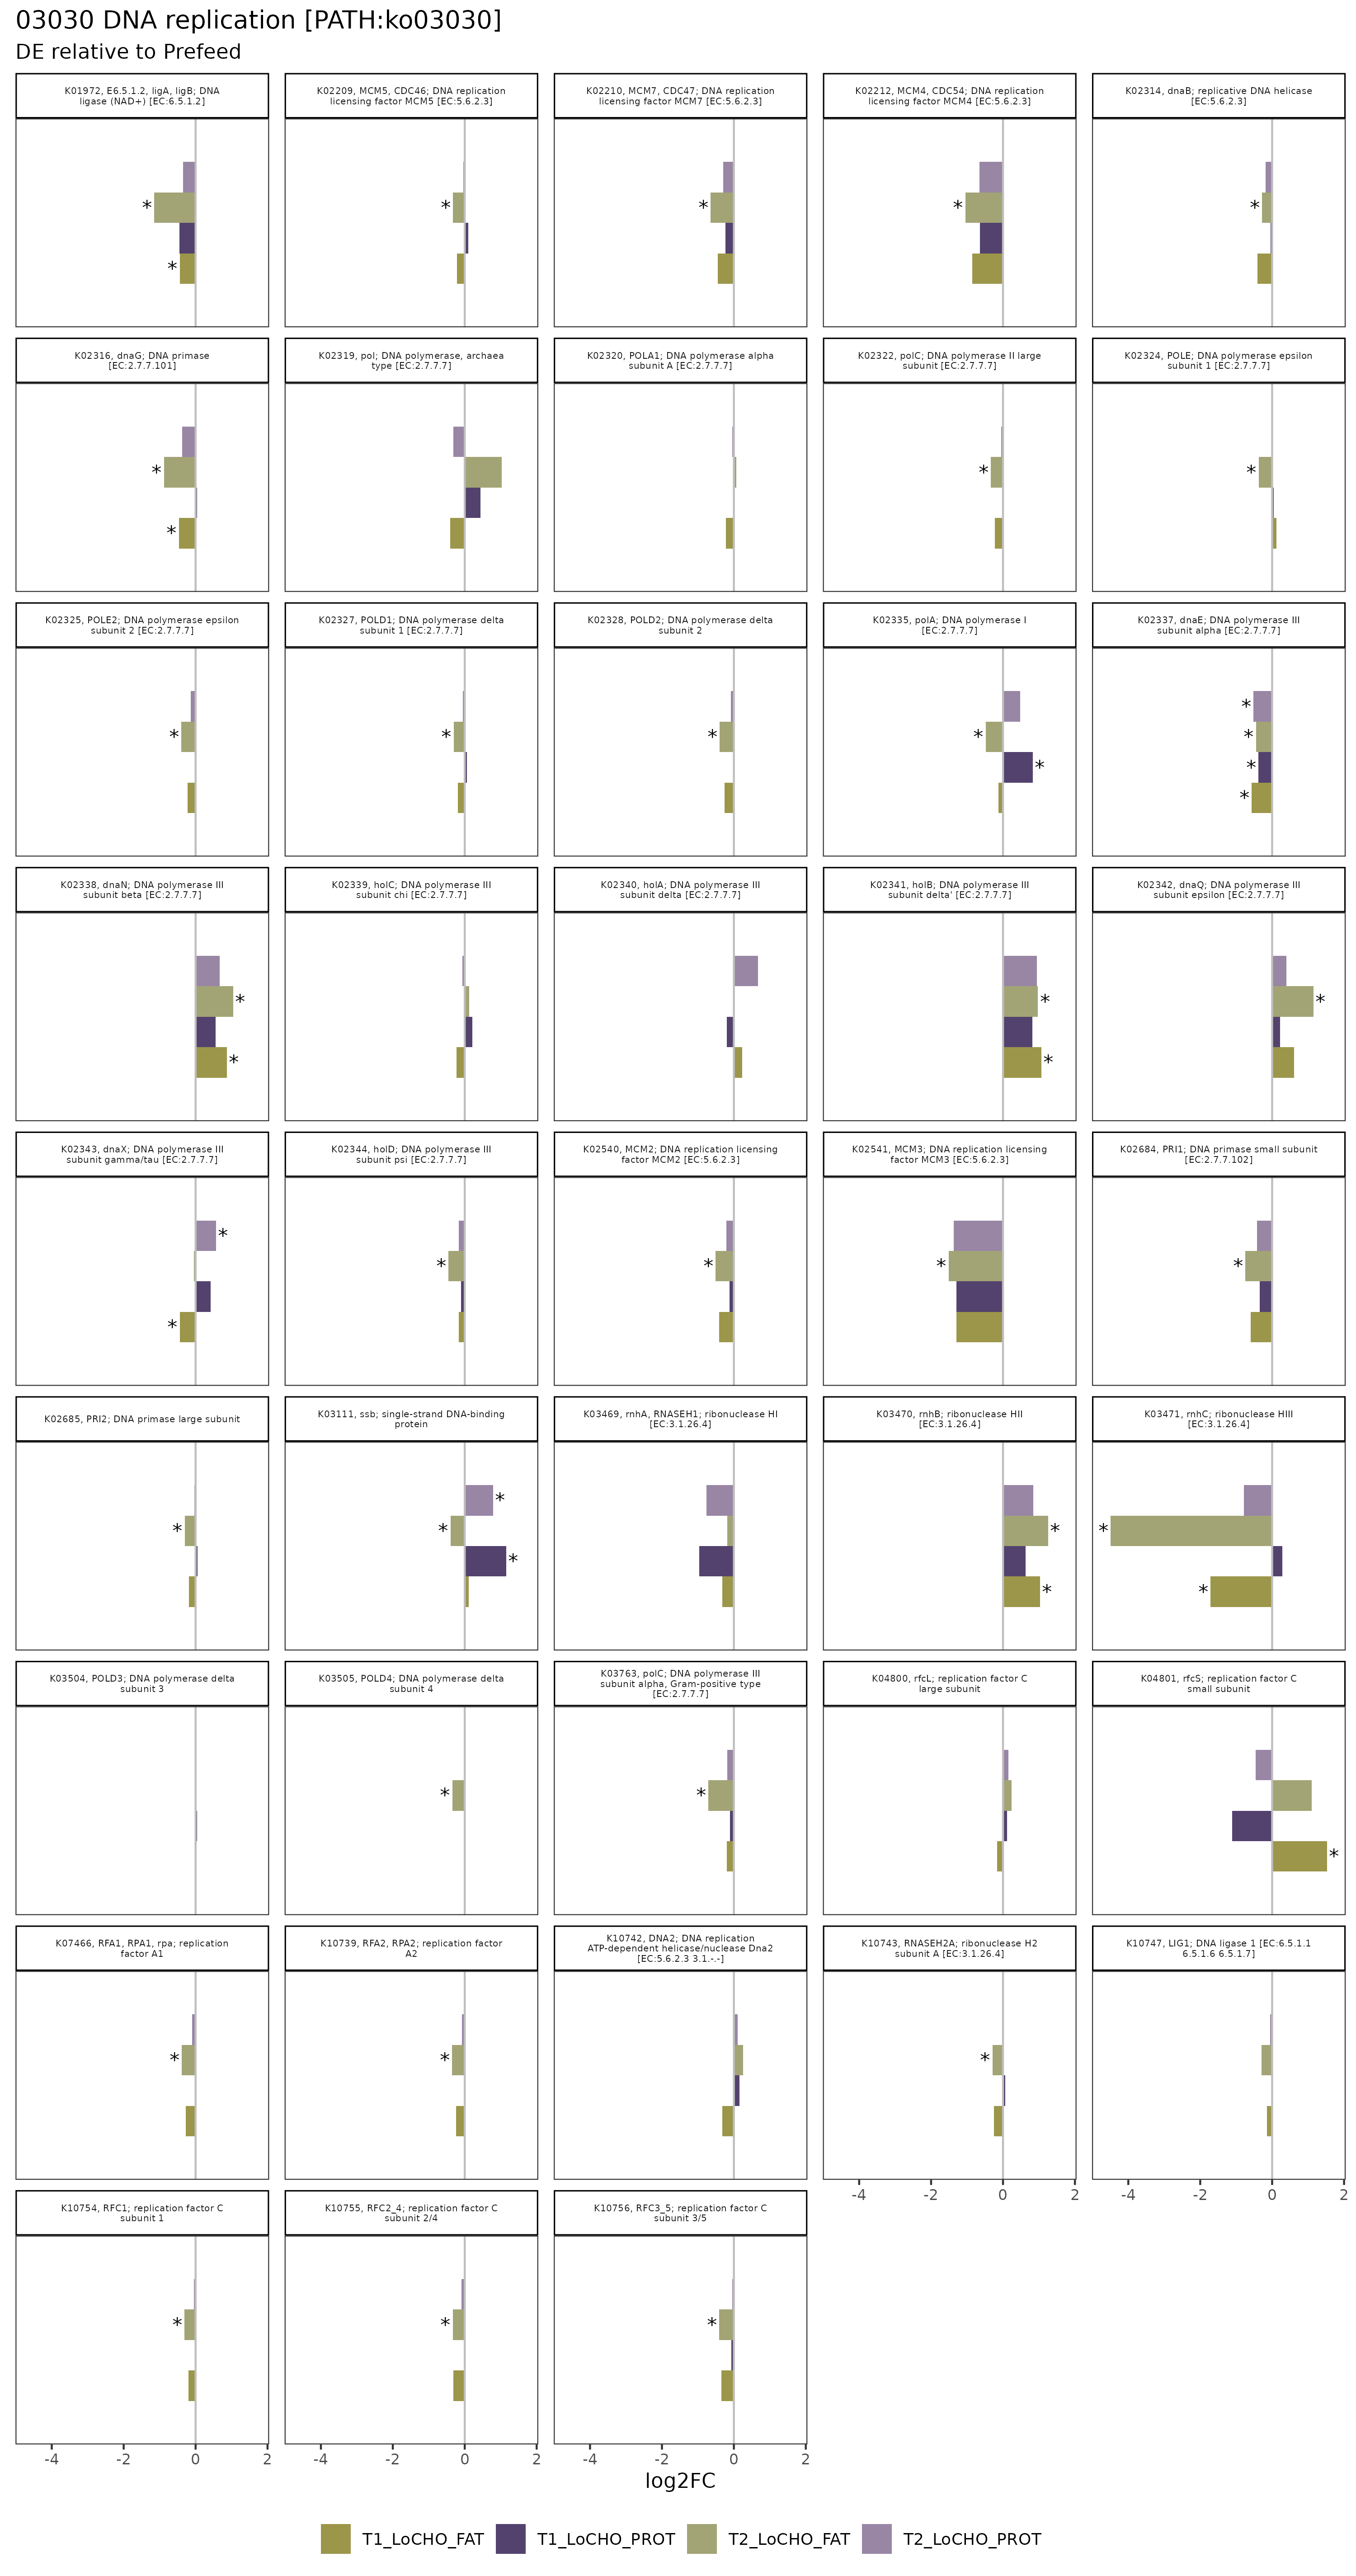 03030 DNA replication [PATH:ko03030]
DE relative to Prefeed
K01972, E6.5.1.2, ligA, ligB; DNA
ligase (NAD+) [EC:6.5.1.2]
K02209, MCM5, CDC46; DNA replication
licensing factor MCM5 [EC:5.6.2.3]
K02210, MCM7, CDC47; DNA replication
licensing factor MCM7 [EC:5.6.2.3]
K02212, MCM4, CDC54; DNA replication
licensing factor MCM4 [EC:5.6.2.3]
K02314, dnaB; replicative DNA helicase
[EC:5.6.2.3]
*
*
*
*
*
*
K02316, dnaG; DNA primase
[EC:2.7.7.101]
K02319, pol; DNA polymerase, archaea
type [EC:2.7.7.7]
K02320, POLA1; DNA polymerase alpha
subunit A [EC:2.7.7.7]
K02322, polC; DNA polymerase II large
subunit [EC:2.7.7.7]
K02324, POLE; DNA polymerase epsilon
subunit 1 [EC:2.7.7.7]
*
*
*
*
K02325, POLE2; DNA polymerase epsilon
subunit 2 [EC:2.7.7.7]
K02327, POLD1; DNA polymerase delta
subunit 1 [EC:2.7.7.7]
K02328, POLD2; DNA polymerase delta
subunit 2
K02335, polA; DNA polymerase I
[EC:2.7.7.7]
K02337, dnaE; DNA polymerase III
subunit alpha [EC:2.7.7.7]
*
*
*
*
*
*
*
*
*
K02338, dnaN; DNA polymerase III
subunit beta [EC:2.7.7.7]
K02339, holC; DNA polymerase III
subunit chi [EC:2.7.7.7]
K02340, holA; DNA polymerase III
subunit delta [EC:2.7.7.7]
K02341, holB; DNA polymerase III
subunit delta' [EC:2.7.7.7]
K02342, dnaQ; DNA polymerase III
subunit epsilon [EC:2.7.7.7]
*
*
*
*
*
K02343, dnaX; DNA polymerase III
subunit gamma/tau [EC:2.7.7.7]
K02344, holD; DNA polymerase III
subunit psi [EC:2.7.7.7]
K02540, MCM2; DNA replication licensing
factor MCM2 [EC:5.6.2.3]
K02541, MCM3; DNA replication licensing
factor MCM3 [EC:5.6.2.3]
K02684, PRI1; DNA primase small subunit
[EC:2.7.7.102]
*
*
*
*
*
*
K02685, PRI2; DNA primase large subunit
K03111, ssb; single-strand DNA-binding
protein
K03469, rnhA, RNASEH1; ribonuclease HI
[EC:3.1.26.4]
K03470, rnhB; ribonuclease HII
[EC:3.1.26.4]
K03471, rnhC; ribonuclease HIII
[EC:3.1.26.4]
*
*
*
*
*
*
*
*
K03504, POLD3; DNA polymerase delta
subunit 3
K03505, POLD4; DNA polymerase delta
subunit 4
K03763, polC; DNA polymerase III
subunit alpha, Gram-positive type
[EC:2.7.7.7]
K04800, rfcL; replication factor C
large subunit
K04801, rfcS; replication factor C
small subunit
*
*
*
K07466, RFA1, RPA1, rpa; replication
factor A1
K10739, RFA2, RPA2; replication factor
A2
K10742, DNA2; DNA replication
ATP-dependent helicase/nuclease Dna2
[EC:5.6.2.3 3.1.-.-]
K10743, RNASEH2A; ribonuclease H2
subunit A [EC:3.1.26.4]
K10747, LIG1; DNA ligase 1 [EC:6.5.1.1
6.5.1.6 6.5.1.7]
*
*
*
-4 -2 0 2
-4 -2 0 2
K10754, RFC1; replication factor C
subunit 1
K10755, RFC2_4; replication factor C
subunit 2/4
K10756, RFC3_5; replication factor C
subunit 3/5
*
*
*
-4 -2 0 2
-4 -2 0 2
-4 -2 0 2
log2FC
T1_LoCHO_FAT T1_LoCHO_PROT T2_LoCHO_FAT T2_LoCHO_PROT